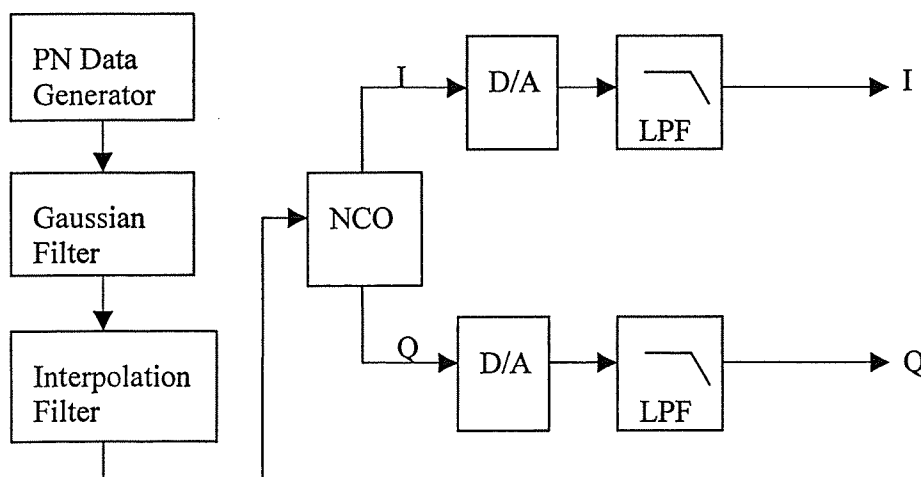 PN Data
Generator
Gaussian
Filter
Interpolation
Filter
NCO
I
D/A
LPF
I
Q
D/A
LPF
Q